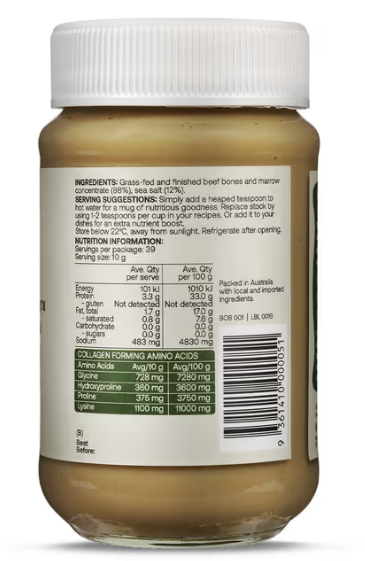 INGREDIENTS: Grass-fed and finished beef bones and marrow
concentrate (88%), sea salt (12%).
SERVING SUGGESTIONS: Simply add a heaped teaspoon to
hot water for a mug of nutritious goodness. Replace stock by
using 1-2 teaspoons per cup in your recipes. Or add it to your
dishes for an extra nutrient boost.
Store below 22°C, away from sunlight. Refrigerate after opening.
NUTRITION INFORMATION:
Servings per package: 39
Serving size: 10 g
Ave. Qty per serve Ave. Qty per 100 g
Energy 101 kJ 1010 kJ
Protein 3.3 g 33.0 g
- gluten Not detected Not detected
Fat, total 1.7 g 17.0 g
- saturated 0.8 g 7.6 g
Carbohydrate 0.0 g 0.0 g
- sugars 0.0 g 0.0 g
Sodium 483 mg 4830 mg
COLLAGEN FORMING AMINO ACIDS
Amino Acids Avg/10 g Avg/100 g
Glycine 728 mg 7280 mg
Hydroxyproline 360 mg 3600 mg
Proline 375 mg 3750 mg
Lysine 1100 mg 11000 mg
(B)
Best
Before:
Packed in Australia
with local and imported
ingredients.
BOB 001 | LBL 0019
9 361410 000051